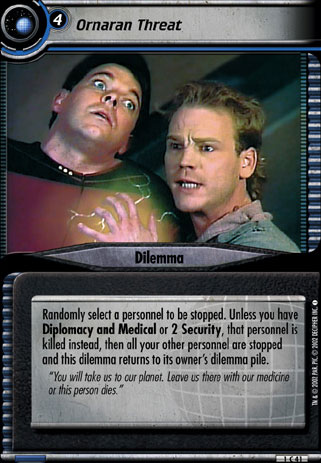 4 Ornaran Threat
Dilemma
Randomly select a personnel to be stopped. Unless you have
Diplomacy and Medical or 2 Security, that personnel is
killed instead, then all your other personnel are stopped
and this dilemma returns to its owner's dilemma pile.
"You will take us to our planet. Leave us there with our medicine
or this person dies."
TM & © 2002 PAR. PIC. © 2002 DECIPHER INC.
1 C 41